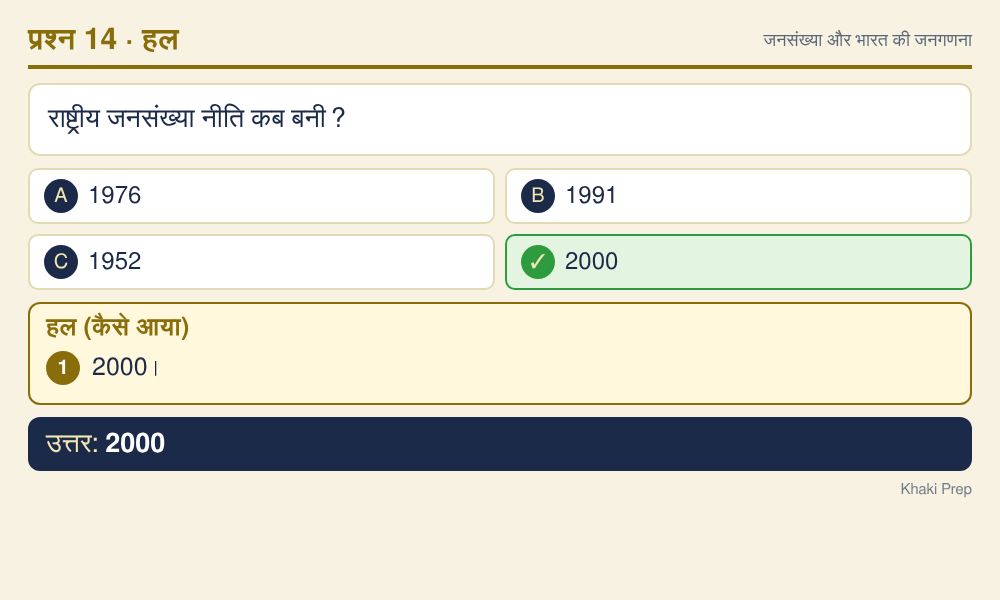 प्रश्न 14 · हल
जनसंख्या और भारत की जनगणना
राष्ट्रीय जनसंख्या नीति कब बनी ?
A 1976
B 1991
C 1952
✓ 2000
हल (कैसे आया)
1 2000।
उत्तर: 2000
Khaki Prep